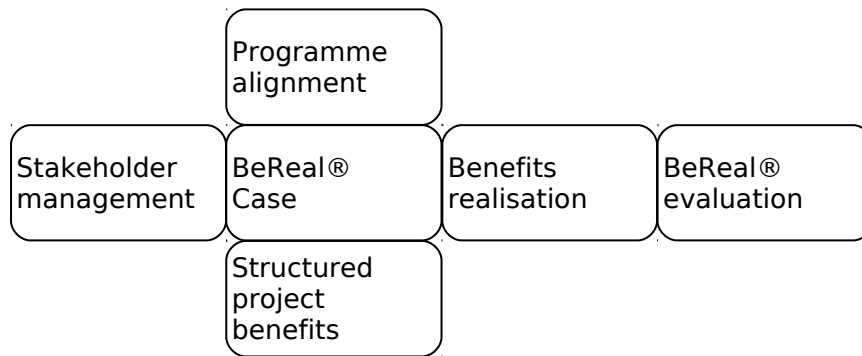 Programme
alignment
Stakeholder
management
BeReal®
Case
Benefits
realisation
BeReal®
evaluation
Structured
project
benefits